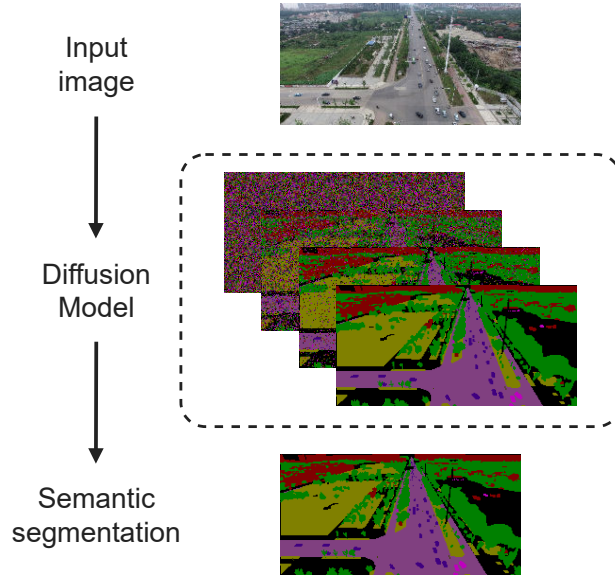 Input
image
Diffusion
Model
Semantic
segmentation